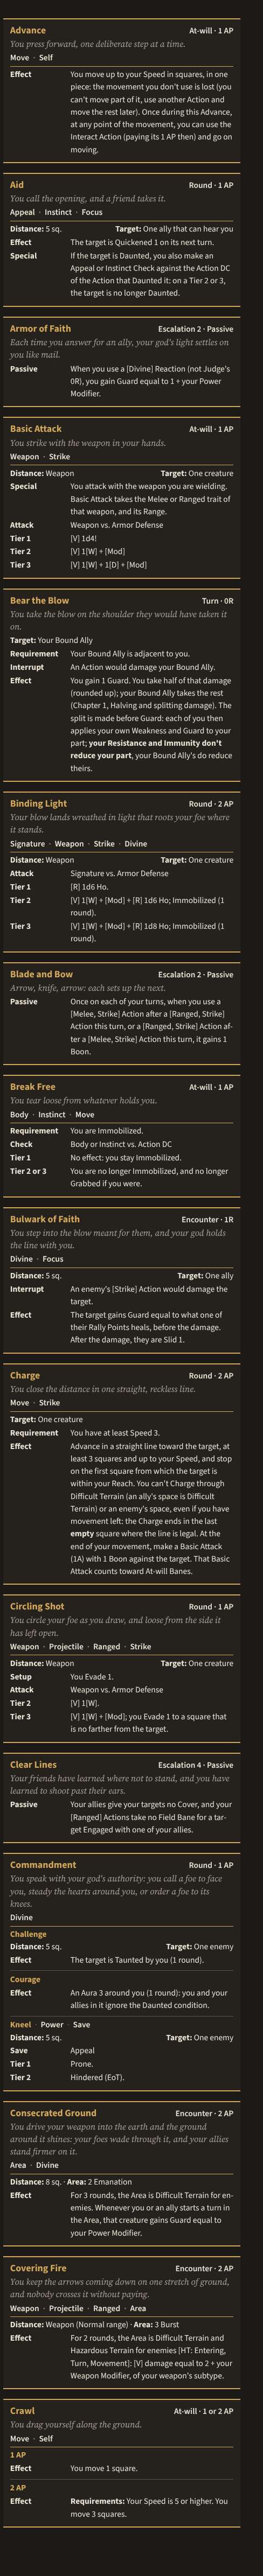 Advance At-will · 1 AP
You press forward, one deliberate step at a time.
Move · Self
Effect You move up to your Speed in squares, in one
piece: the movement you don't use is lost (you
can't move part of it, use another Action and
move the rest later). Once during this Advance,
at any point of the movement, you can use the
Interact Action (paying its 1 AP then) and go on
moving.
Aid Round · 1 AP
You call the opening, and a friend takes it.
Appeal · Instinct · Focus
Distance: 5 sq. Target: One ally that can hear you
Effect The target is Quickened 1 on its next turn.
Special If the target is Daunted, you also make an
Appeal or Instinct Check against the Action DC
of the Action that Daunted it: on a Tier 2 or 3,
the target is no longer Daunted.
Armor of Faith Escalation 2 · Passive
Each time you answer for an ally, your god's light settles on
you like mail.
Passive When you use a [Divine] Reaction (not Judge's
0R), you gain Guard equal to 1 + your Power
Modifier.
Basic Attack At-will · 1 AP
You strike with the weapon in your hands.
Weapon · Strike
Distance: Weapon Target: One creature
Special You attack with the weapon you are wielding.
Basic Attack takes the Melee or Ranged trait of
that weapon, and its Range.
Attack Weapon vs. Armor Defense
Tier 1 [V] 1d4!
Tier 2 [V] 1[W] + [Mod]
Tier 3 [V] 1[W] + 1[D] + [Mod]
Bear the Blow Turn · 0R
You take the blow on the shoulder they would have taken it
on.
Target: Your Bound Ally
Requirement Your Bound Ally is adjacent to you.
Interrupt An Action would damage your Bound Ally.
Effect You gain 1 Guard. You take half of that damage
(rounded up); your Bound Ally takes the rest
(Chapter 1, Halving and splitting damage). The
split is made before Guard: each of you then
applies your own Weakness and Guard to your
part; your Resistance and Immunity don't
reduce your part, your Bound Ally's do reduce
theirs.
Binding Light Round · 2 AP
Your blow lands wreathed in light that roots your foe where
it stands.
Signature · Weapon · Strike · Divine
Distance: Weapon Target: One creature
Attack Signature vs. Armor Defense
Tier 1 [R] 1d6 Ho.
Tier 2 [V] 1[W] + [Mod] + [R] 1d6 Ho; Immobilized (1
round).
Tier 3 [V] 1[W] + [Mod] + [R] 1d8 Ho; Immobilized (1
round).
Blade and Bow Escalation 2 · Passive
Arrow, knife, arrow: each sets up the next.
Passive Once on each of your turns, when you use a
[Melee, Strike] Action after a [Ranged, Strike]
Action this turn, or a [Ranged, Strike] Action af-
ter a [Melee, Strike] Action this turn, it gains 1
Boon.
Break Free At-will · 1 AP
You tear loose from whatever holds you.
Body · Instinct · Move
Requirement You are Immobilized.
Check Body or Instinct vs. Action DC
Tier 1 No effect: you stay Immobilized.
Tier 2 or 3 You are no longer Immobilized, and no longer
Grabbed if you were.
Bulwark of Faith Encounter · 1R
You step into the blow meant for them, and your god holds
the line with you.
Divine · Focus
Distance: 5 sq. Target: One ally
Interrupt An enemy's [Strike] Action would damage the
target.
Effect The target gains Guard equal to what one of
their Rally Points heals, before the damage.
After the damage, they are Slid 1.
Charge Round · 2 AP
You close the distance in one straight, reckless line.
Move · Strike
Target: One creature
Requirement You have at least Speed 3.
Effect Advance in a straight line toward the target, at
least 3 squares and up to your Speed, and stop
on the first square from which the target is
within your Reach. You can't Charge through
Difficult Terrain (an ally's space is Difficult
Terrain) or an enemy's space, even if you have
movement left: the Charge ends in the last
empty square where the line is legal. At the
end of your movement, make a Basic Attack
(1A) with 1 Boon against the target. That Basic
Attack counts toward At-will Banes.
Circling Shot Round · 1 AP
You circle your foe as you draw, and loose from the side it
has left open.
Weapon · Projectile · Ranged · Strike
Distance: Weapon Target: One creature
Setup You Evade 1.
Attack Weapon vs. Armor Defense
Tier 2 [V] 1[W].
Tier 3 [V] 1[W] + [Mod]; you Evade 1 to a square that
is no farther from the target.
Clear Lines Escalation 4 · Passive
Your friends have learned where not to stand, and you have
learned to shoot past their ears.
Passive Your allies give your targets no Cover, and your
[Ranged] Actions take no Field Bane for a tar-
get Engaged with one of your allies.
Commandment Round · 1 AP
You speak with your god's authority: you call a foe to face
you, steady the hearts around you, or order a foe to its
knees.
Divine
Challenge
Distance: 5 sq. Target: One enemy
Effect The target is Taunted by you (1 round).
Courage
Effect An Aura 3 around you (1 round): you and your
allies in it ignore the Daunted condition.
Kneel · Power · Save
Distance: 5 sq. Target: One enemy
Save Appeal
Tier 1 Prone.
Tier 2 Hindered (EoT).
Consecrated Ground Encounter · 2 AP
You drive your weapon into the earth and the ground
around it shines: your foes wade through it, and your allies
stand firmer on it.
Area · Divine
Distance: 8 sq. · Area: 2 Emanation
Effect For 3 rounds, the Area is Difficult Terrain for en-
emies. Whenever you or an ally starts a turn in
the Area, that creature gains Guard equal to
your Power Modifier.
Covering Fire Encounter · 2 AP
You keep the arrows coming down on one stretch of ground,
and nobody crosses it without paying.
Weapon · Projectile · Ranged · Area
Distance: Weapon (Normal range) · Area: 3 Burst
Effect For 2 rounds, the Area is Difficult Terrain and
Hazardous Terrain for enemies [HT: Entering,
Turn, Movement]: [V] damage equal to 2 + your
Weapon Modifier, of your weapon's subtype.
Crawl At-will · 1 or 2 AP
You drag yourself along the ground.
Move · Self
1 AP
Effect You move 1 square.
2 AP
Effect Requirements: Your Speed is 5 or higher. You
move 3 squares.